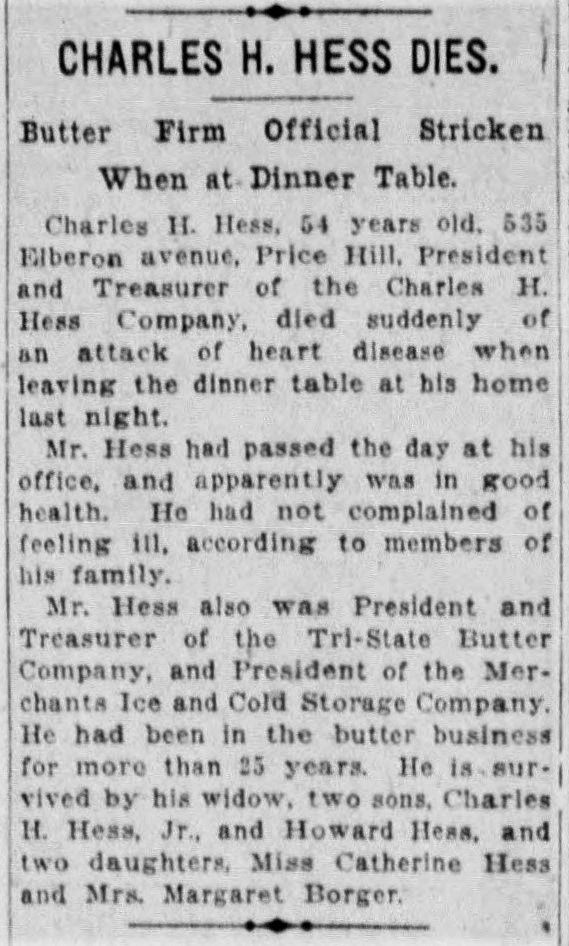 CHARLES H. HESS DIES.
Butter Firm Official Stricken
When at Dinner Table.
Charles H. Hess, 54 years old, 535
Elberon avenue, Price Hill, President
and Treasurer of the Charles H.
Hess Company, died suddenly of
an attack of heart disease when
leaving the dinner table at his home
last night.
Mr. Hess had passed the day at his
office, and apparently was in good
health. He had not complained of
feeling ill, according to members of
his family.
Mr. Hess also was President and
Treasurer of the Tri-State Butter
Company, and President of the Mer-
chants Ice and Cold Storage Company.
He had been in the butter business
for more than 25 years. He is sur-
vived by his widow, two sons, Charles
H. Hess, Jr., and Howard Hess, and
two daughters, Miss Catherine Hess
and Mrs. Margaret Borger.